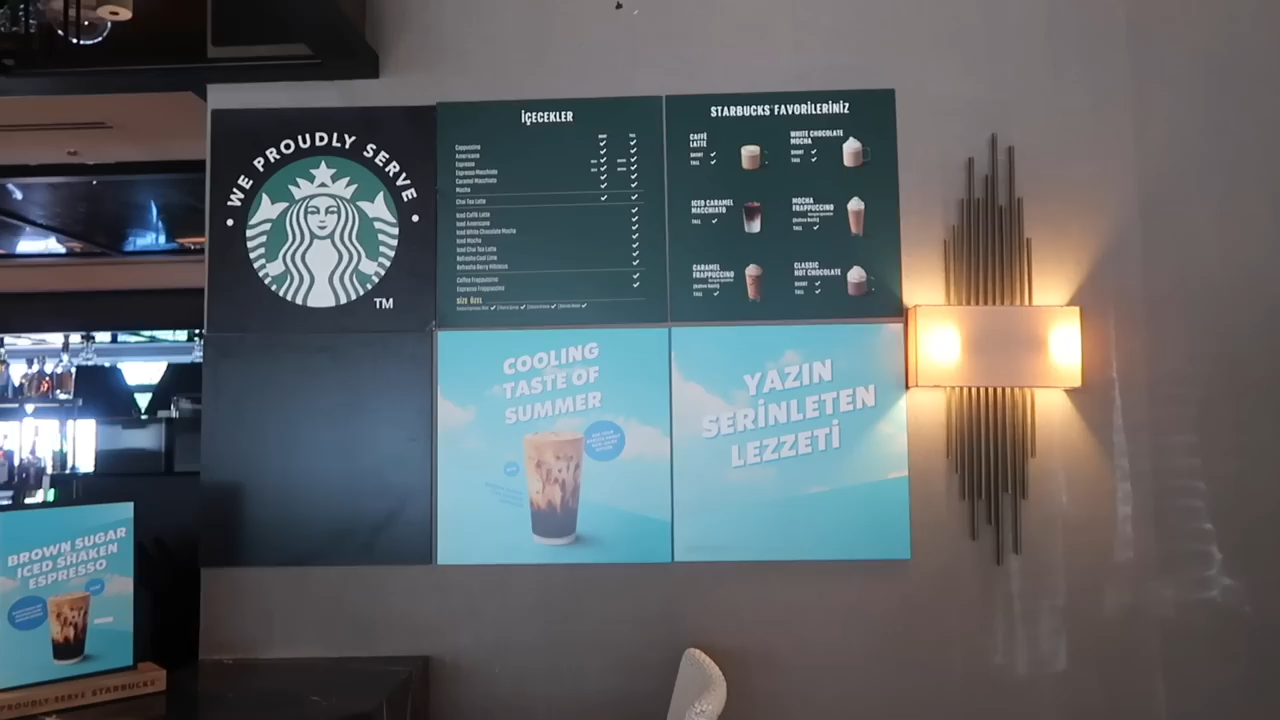 WE PROUDLY SERVE
TM
İÇECEKLER
SHORT TALL
Cappuccino
Americano
Espresso
Espresso Macchiato
Caramel Macchiato
Mocha
Chai Tea Latte
Iced Caffè Latte
Iced Americano
Iced White Chocolate Mocha
Iced Mocha
Iced Chai Tea Latte
Refresha Cool Lime
Refresha Berry Hibiscus
Coffee Frappuccino
Espresso Frappuccino
SİZE ÖZEL
STARBUCKS® FAVORİLERİNİZ
CAFFÈ
LATTE
SHORT
TALL
WHITE CHOCOLATE
MOCHA
SHORT
TALL
ICED CARAMEL
MACCHIATO
TALL
MOCHA
FRAPPUCCINO
TALL
CARAMEL
FRAPPUCCINO
TALL
CLASSIC
HOT CHOCOLATE
SHORT
TALL
COOLING
TASTE OF
SUMMER
YAZIN
SERİNLETEN
LEZZETİ
BROWN SUGAR
ICED SHAKEN
ESPRESSO
PROUDLY SERVE STARBUCKS